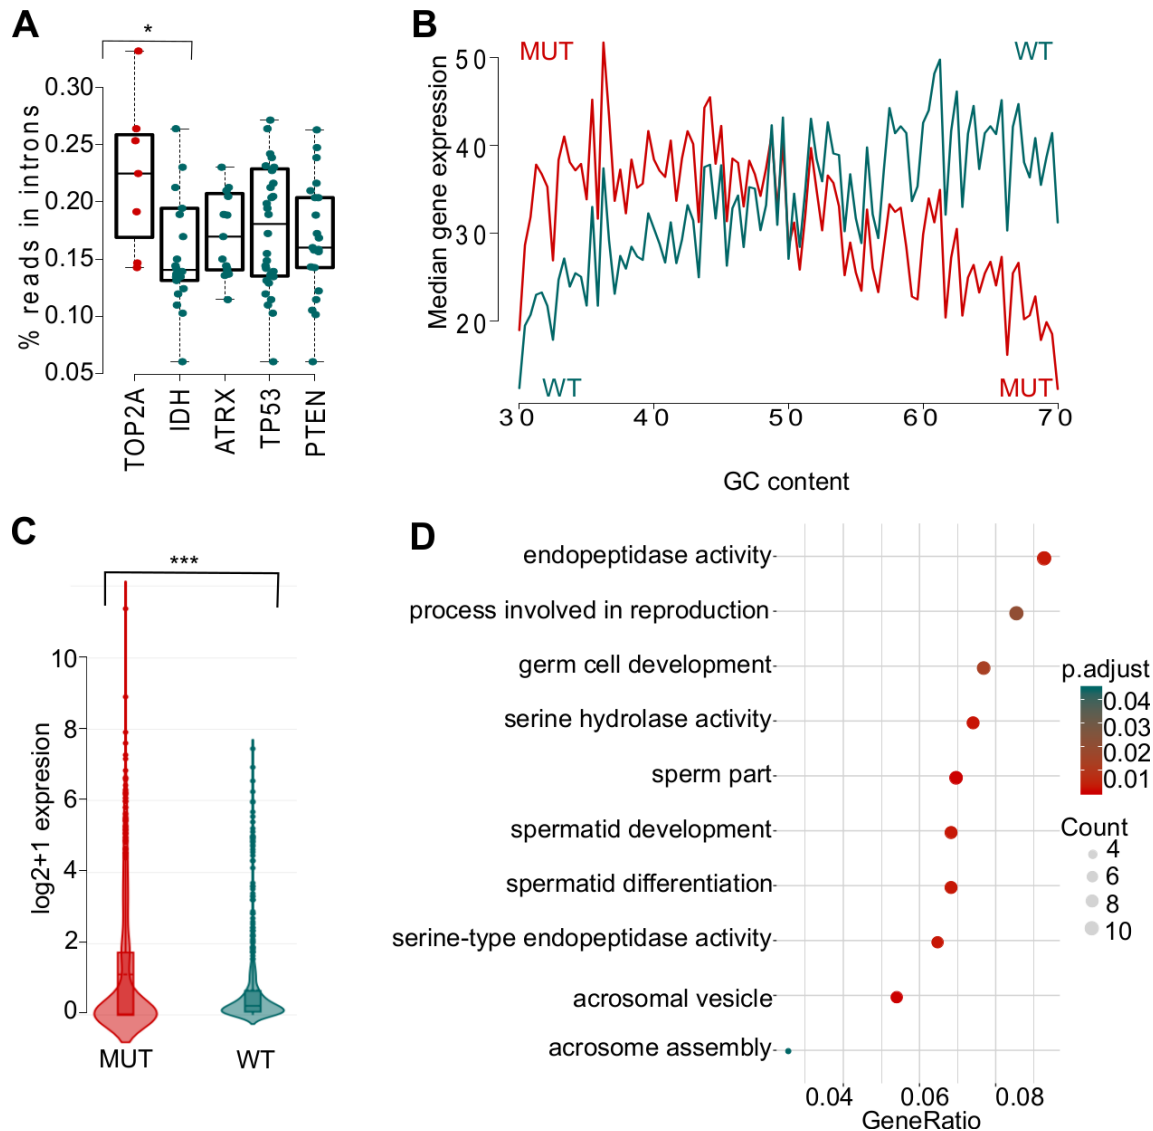 A
*
% reads in introns
0.30
0.25
0.20
0.15
0.10
0.05
TOP2A
IDH
ATRX
TP53
PTEN
B
Median gene expression
50
40
30
20
MUT
WT
WT
MUT
30 40 50 60 70
GC content
C
***
log2+1 expresion
10
8
6
4
2
0
MUT WT
D
endopeptidase activity
process involved in reproduction
germ cell development
serine hydrolase activity
sperm part
spermatid development
spermatid differentiation
serine-type endopeptidase activity
acrosomal vesicle
acrosome assembly
0.04 0.06 0.08
GeneRatio
p.adjust
0.04
0.03
0.02
0.01
Count
4
6
8
10